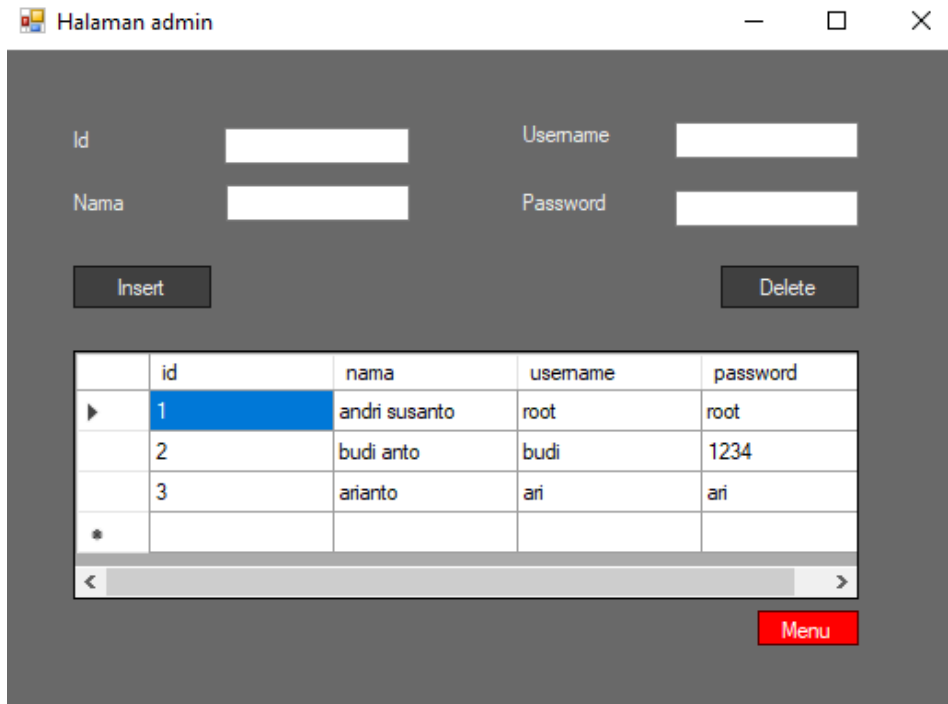 Halaman admin
Id
Username
Nama
Password
Insert
Delete
id nama username password
1 andri susanto root root
2 budi anto budi 1234
3 arianto ari ari
Menu